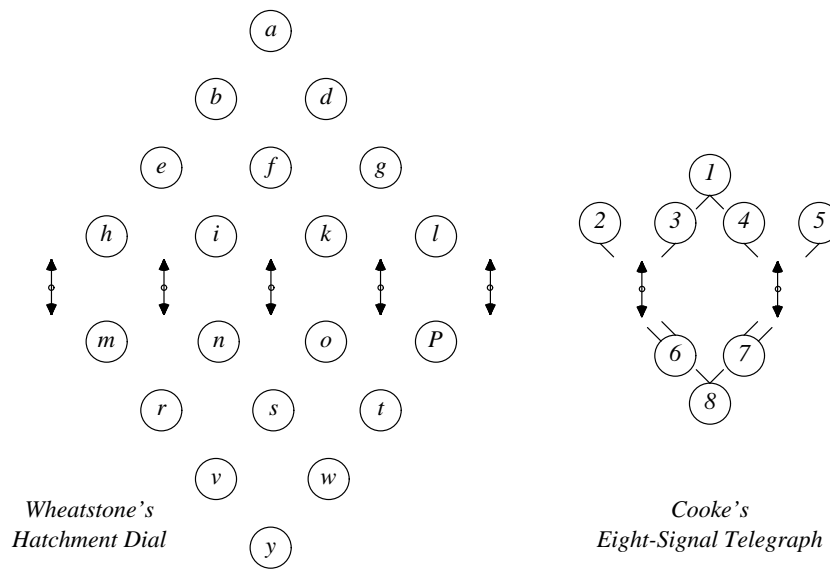 a
b d
e f g
h i k l
m n o P
r s t
v w
y
Wheatstone's
Hatchment Dial
1
2 3 4 5
6 7
8
Cooke's
Eight-Signal Telegraph